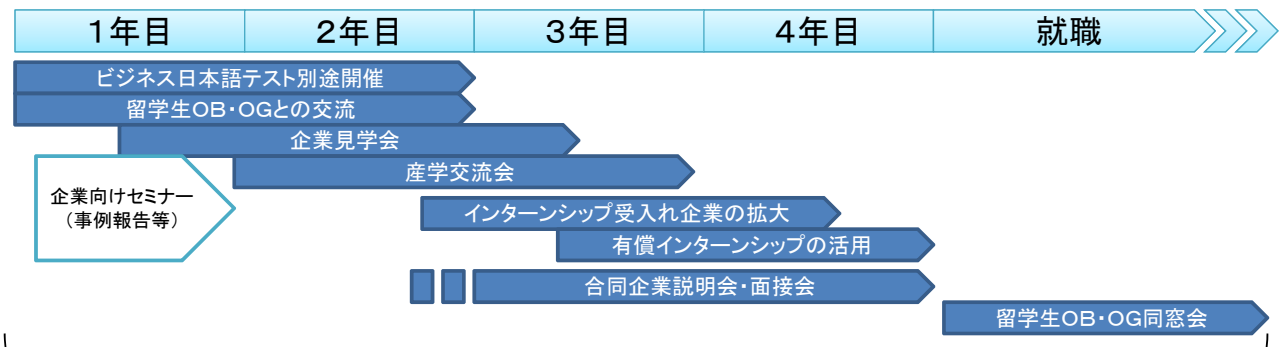 1年目 2年目 3年目 4年目 就職
ビジネス日本語テスト別途開催
留学生OB・OGとの交流
企業見学会
産学交流会
企業向けセミナー
（事例報告等）
インターンシップ受入れ企業の拡大
有償インターンシップの活用
合同企業説明会・面接会
留学生OB・OG同窓会